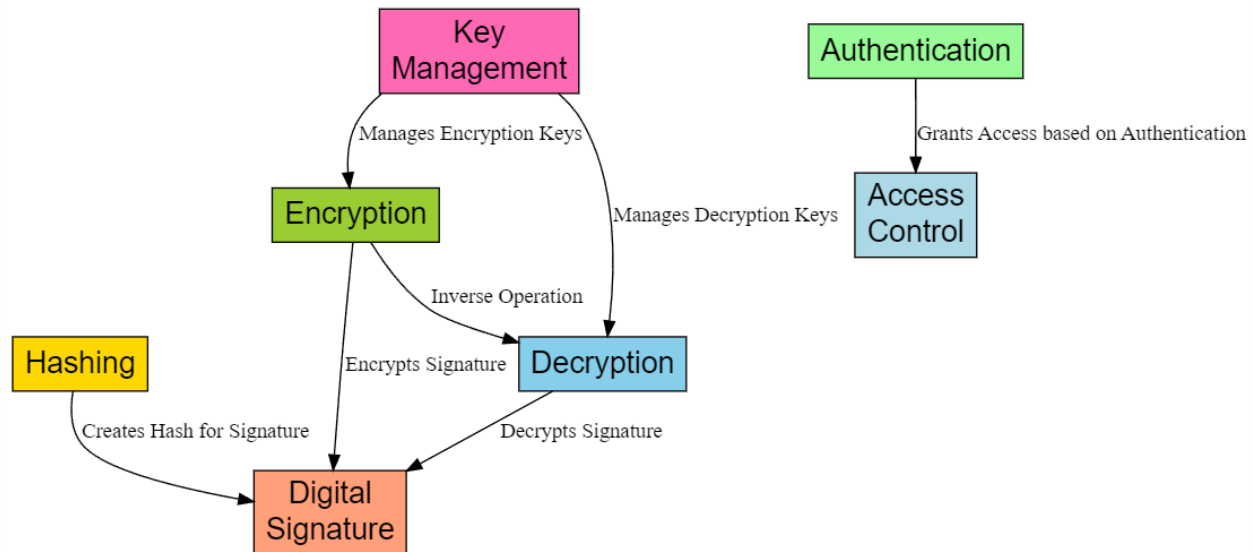 Key
Management
Authentication
Manages Encryption Keys
Grants Access based on Authentication
Encryption
Manages Decryption Keys
Access
Control
Inverse Operation
Hashing
Encrypts Signature
Decryption
Creates Hash for Signature
Decrypts Signature
Digital
Signature